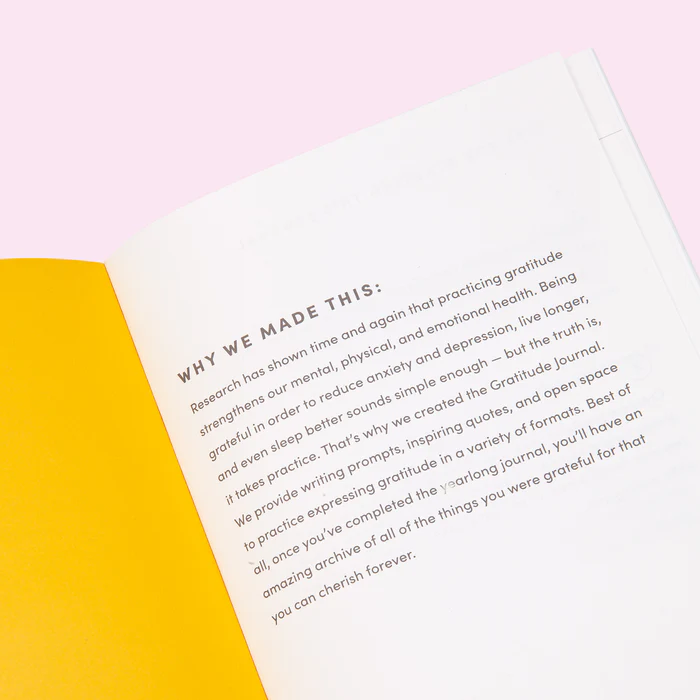 WHY WE MADE THIS:
Research has shown time and again that practicing gratitude
strengthens our mental, physical, and emotional health. Being
grateful in order to reduce anxiety and depression, live longer,
and even sleep better sounds simple enough — but the truth is,
it takes practice. That's why we created the Gratitude Journal.
We provide writing prompts, inspiring quotes, and open space
to practice expressing gratitude in a variety of formats. Best of
all, once you've completed the yearlong journal, you'll have an
amazing archive of all of the things you were grateful for that
you can cherish forever.